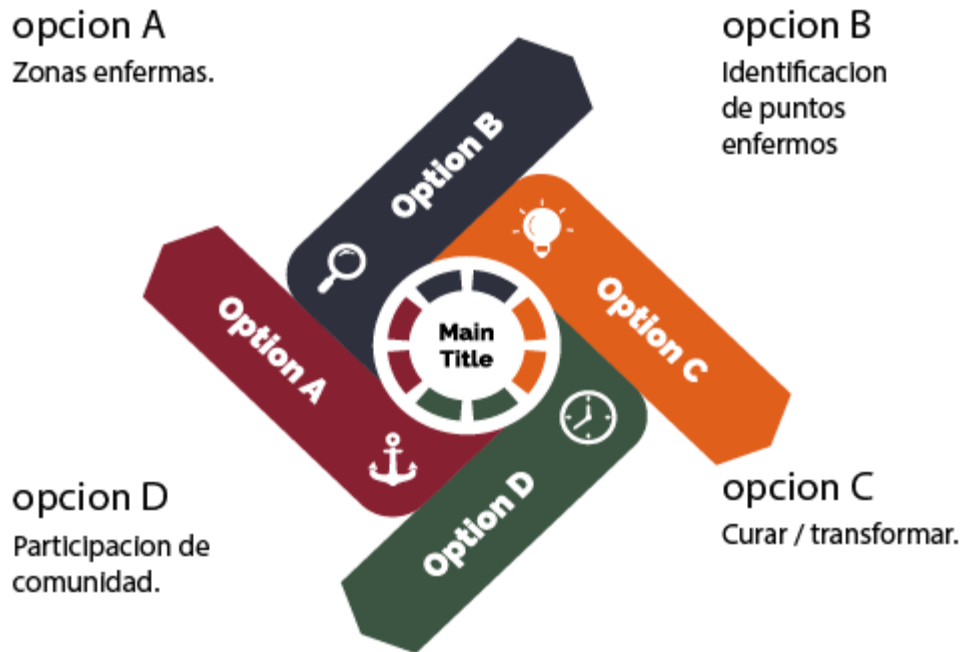 opcion A
Zonas enfermas.
opcion B
Identificacion
de puntos
enfermos
Option B
Option A
Main
Title
Option C
Option D
opcion D
Participacion de
comunidad.
opcion C
Curar / transformar.